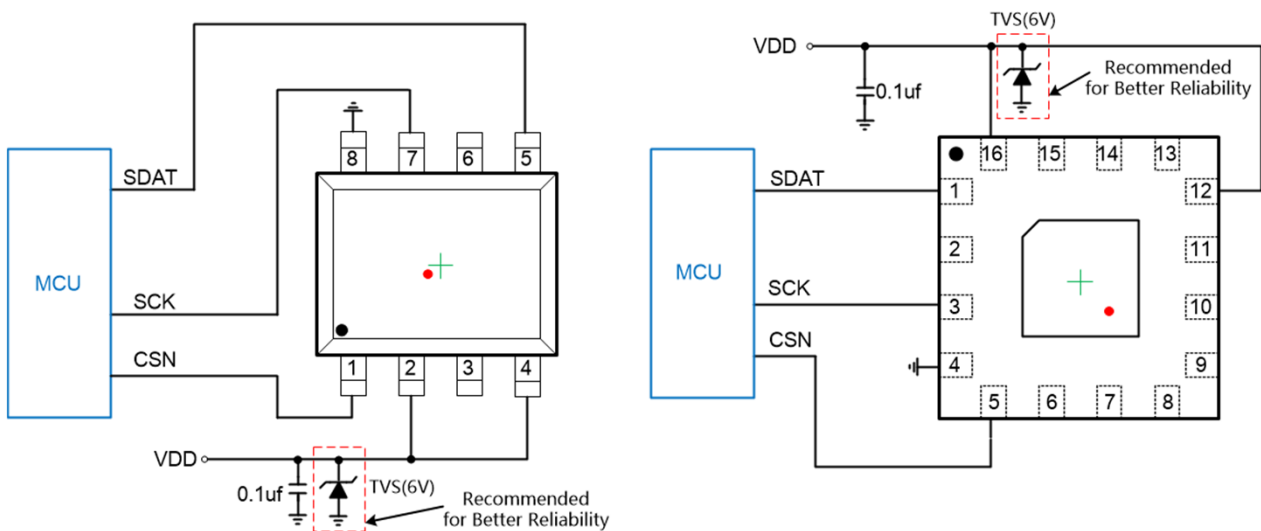 MCU
SDAT
SCK
CSN
8
7
6
5
1
2
3
4
VDD
0.1uf
TVS(6V)
Recommended
for Better Reliability
TVS(6V)
VDD
0.1uf
Recommended
for Better Reliability
MCU
SDAT
SCK
CSN
16
15
14
13
1
2
3
4
12
11
10
9
5
6
7
8